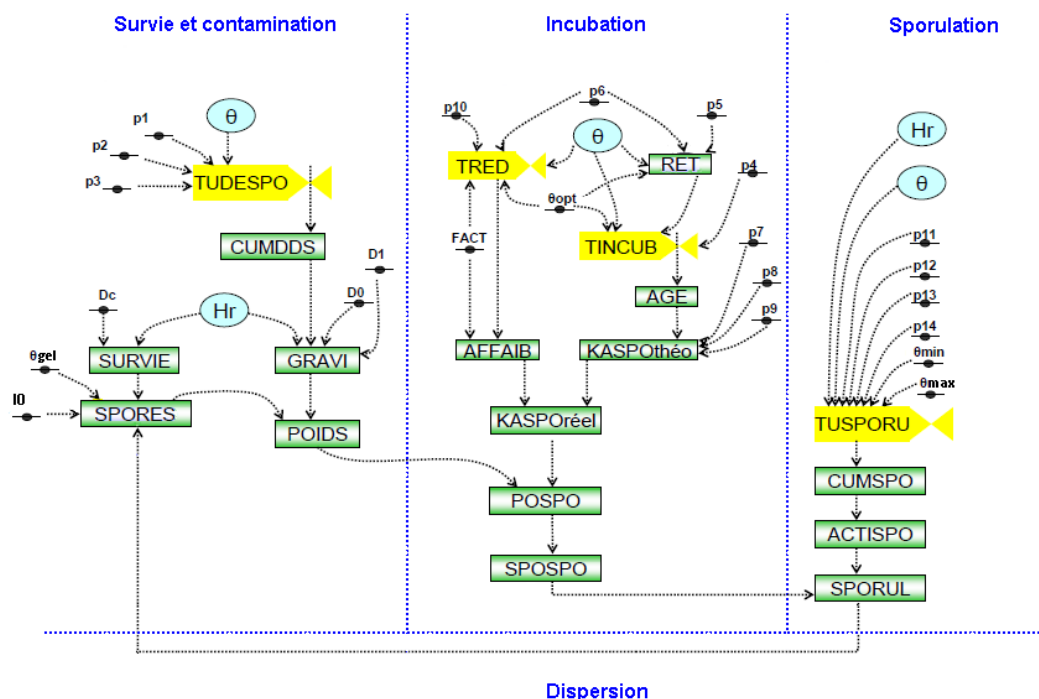 Survie et contamination
Incubation
Sporulation
p1
p2
p3
θ
TUDESPO
CUMDDS
D1
D0
Dc
Hr
θgel
SURVIE
GRAVI
I0
SPORES
POIDS
p10
p6
p5
θ
TRED
RET
p4
θopt
FACT
TINCUB
p7
AGE
p8
p9
AFFAIB
KASPOthéo
KASPOréel
POSPO
SPOSPO
Hr
θ
p11
p12
p13
p14
θmin
θmax
TUSPORU
CUMSPO
ACTISPO
SPORUL
Dispersion